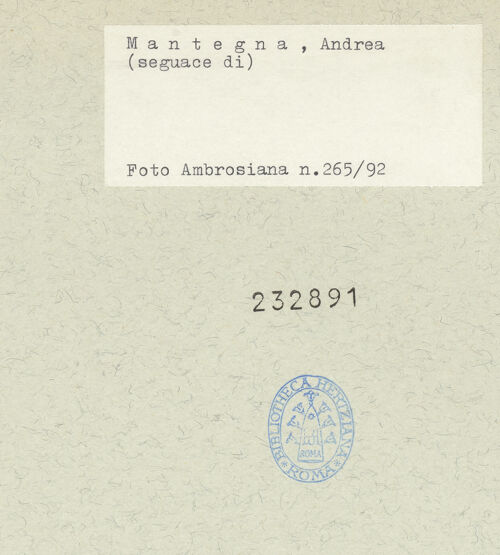 M a n t e g n a , Andrea
(seguace di)
Foto Ambrosiana n.265/92
232891
BIBLIOTHECA HERTZIANA
ROMA
* ROMA *